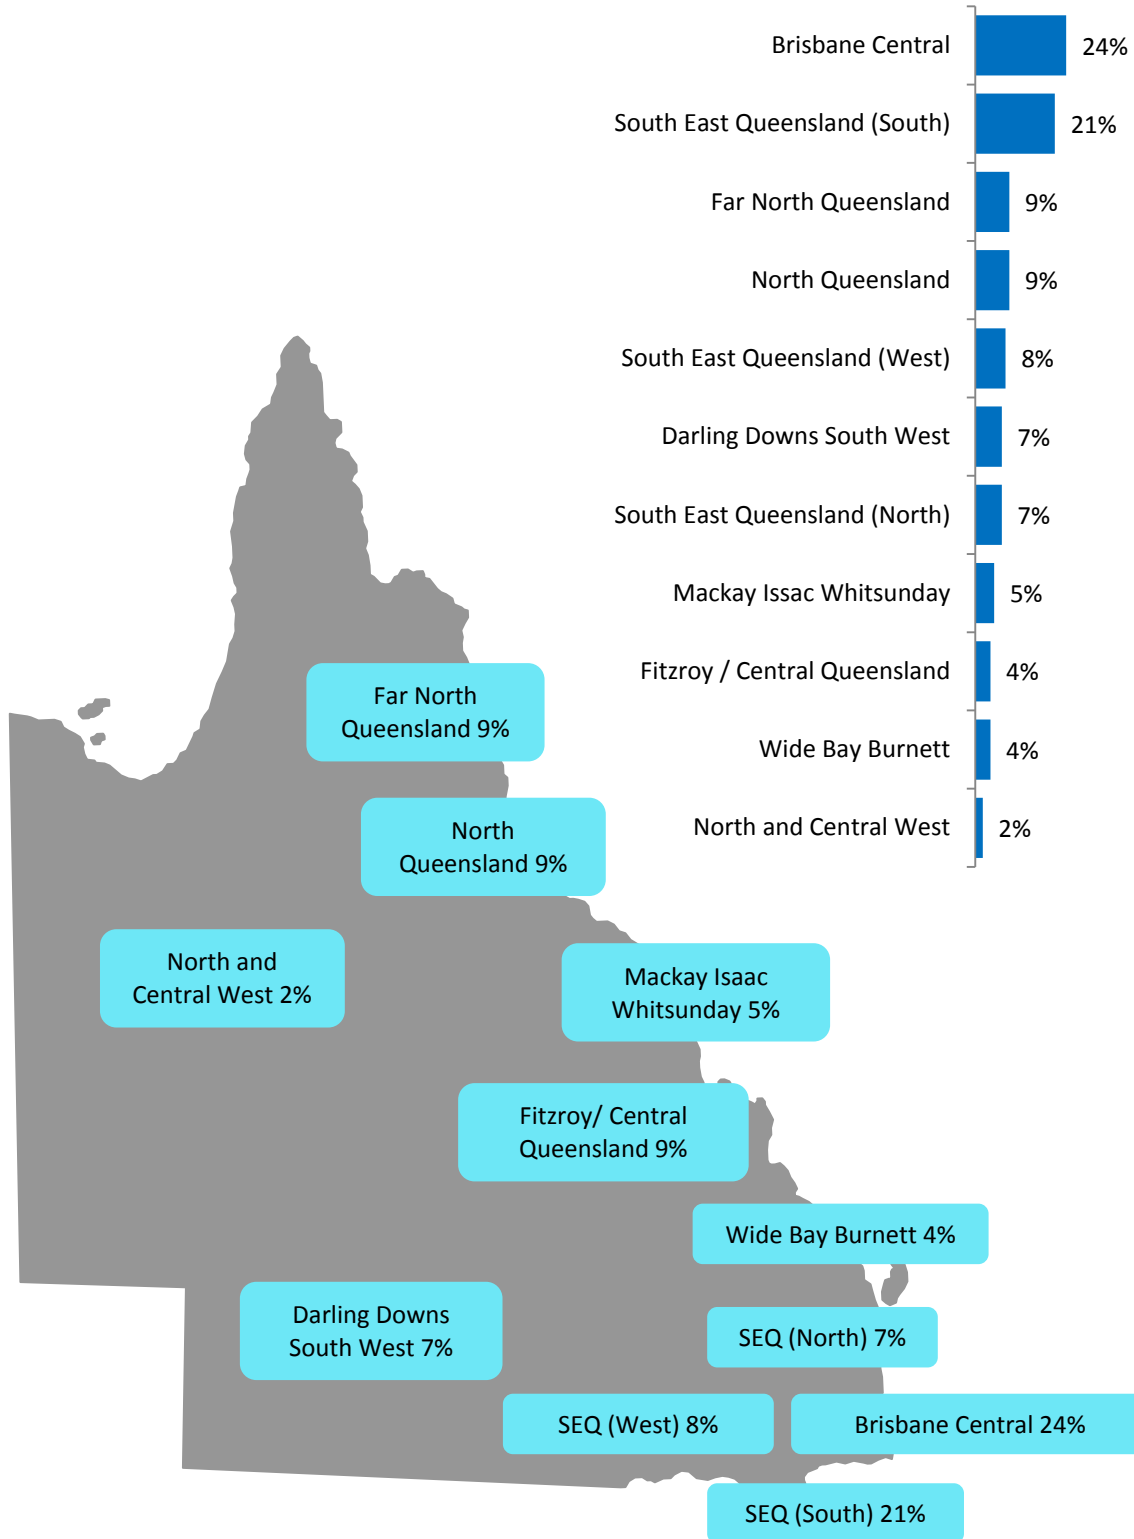 Brisbane Central 24%
South East Queensland (South) 21%
Far North Queensland 9%
North Queensland 9%
South East Queensland (West) 8%
Darling Downs South West 7%
South East Queensland (North) 7%
Mackay Issac Whitsunday 5%
Fitzroy / Central Queensland 4%
Wide Bay Burnett 4%
North and Central West 2%
Far North
Queensland 9%
North
Queensland 9%
North and
Central West 2%
Mackay Isaac
Whitsunday 5%
Fitzroy/ Central
Queensland 9%
Wide Bay Burnett 4%
Darling Downs
South West 7%
SEQ (North) 7%
SEQ (West) 8%
Brisbane Central 24%
SEQ (South) 21%